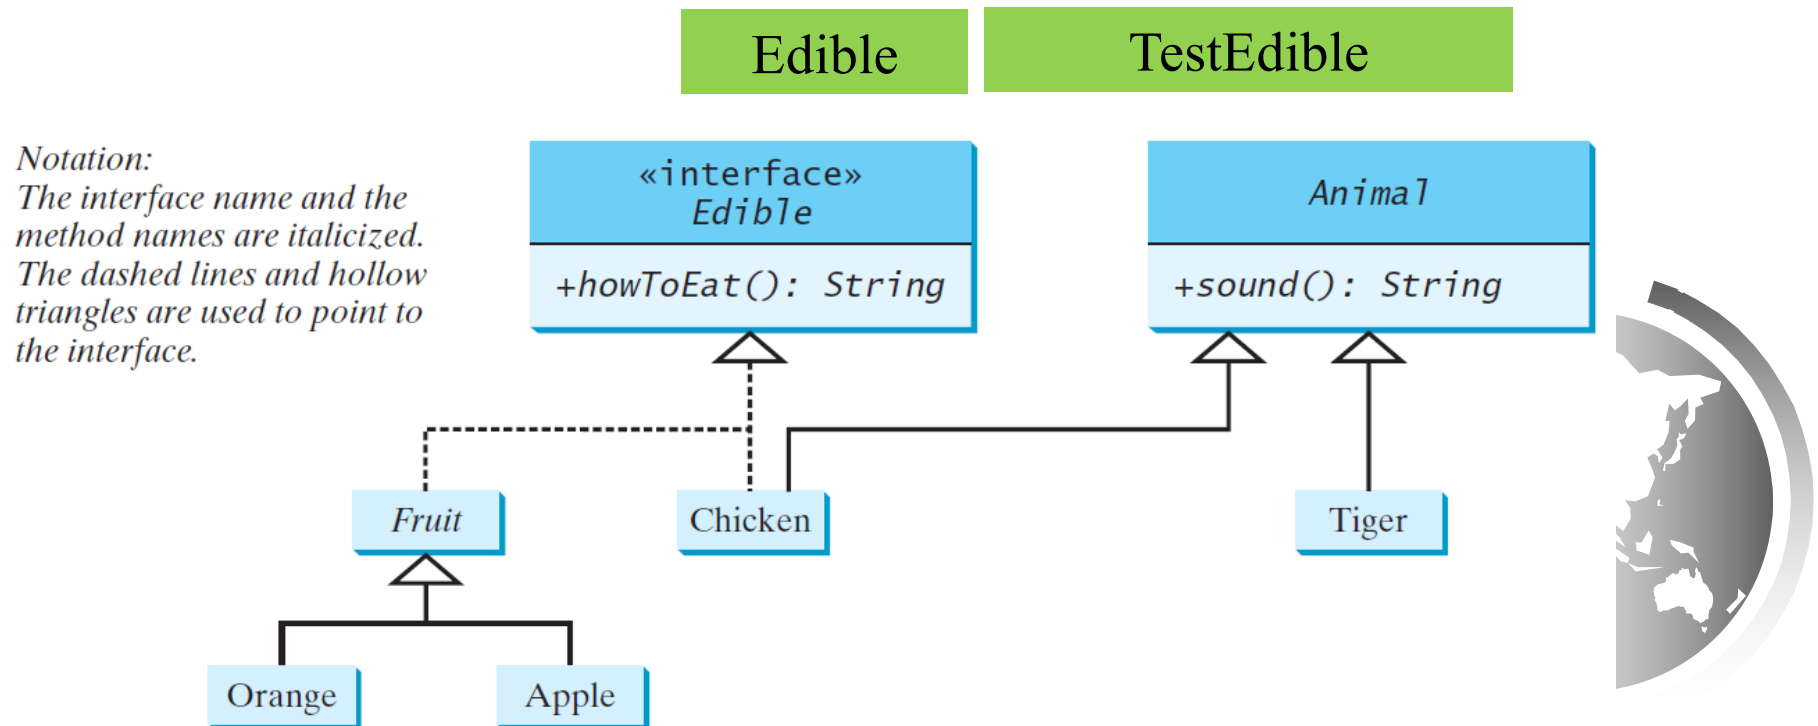 Edible
TestEdible
Notation:
The interface name and the
method names are italicized.
The dashed lines and hollow
triangles are used to point to
the interface.
«interface»
Edible
+howToEat(): String
Animal
+sound(): String
Fruit
Chicken
Tiger
Orange
Apple